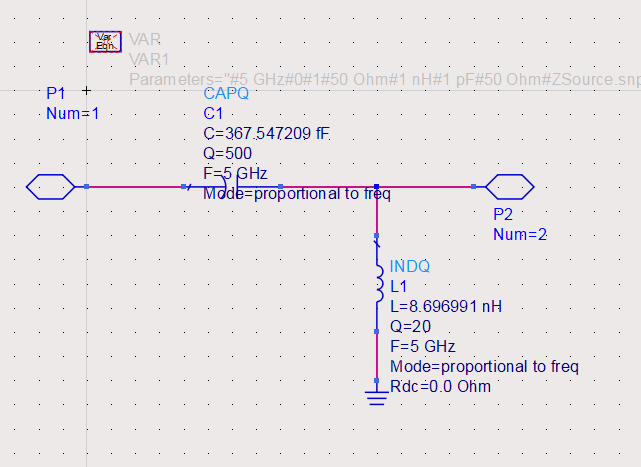 Var
Eqn
VAR
VAR1
Parameters="#5 GHz#0#1#50 Ohm#1 nH#1 pF#50 Ohm#ZSource.snp
P1
Num=1
CAPQ
C1
C=367.547209 fF
Q=500
F=5 GHz
Mode=proportional to freq
P2
Num=2
INDQ
L1
L=8.696991 nH
Q=20
F=5 GHz
Mode=proportional to freq
Rdc=0.0 Ohm